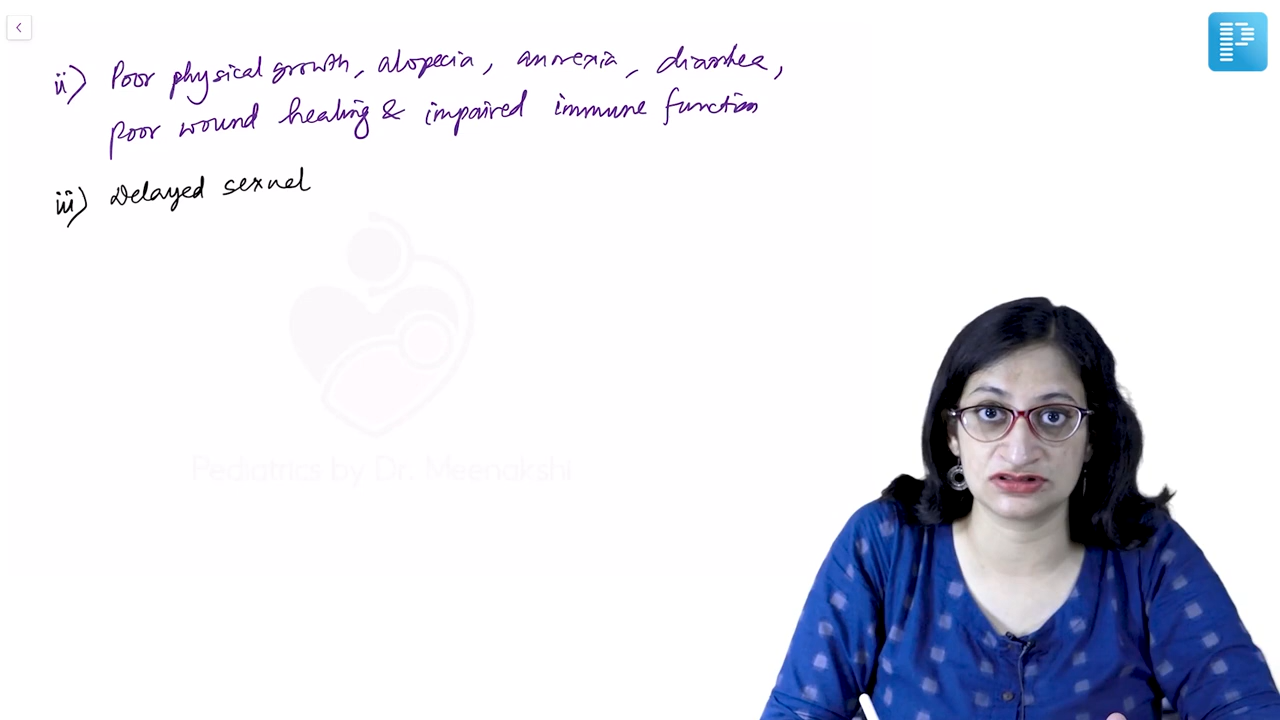 ii) Poor physical growth, alopecia, anorexia, diarrhea,
poor wound healing & impaired immune function
iii) Delayed sexual
Pediatrics by Dr. Meenakshi